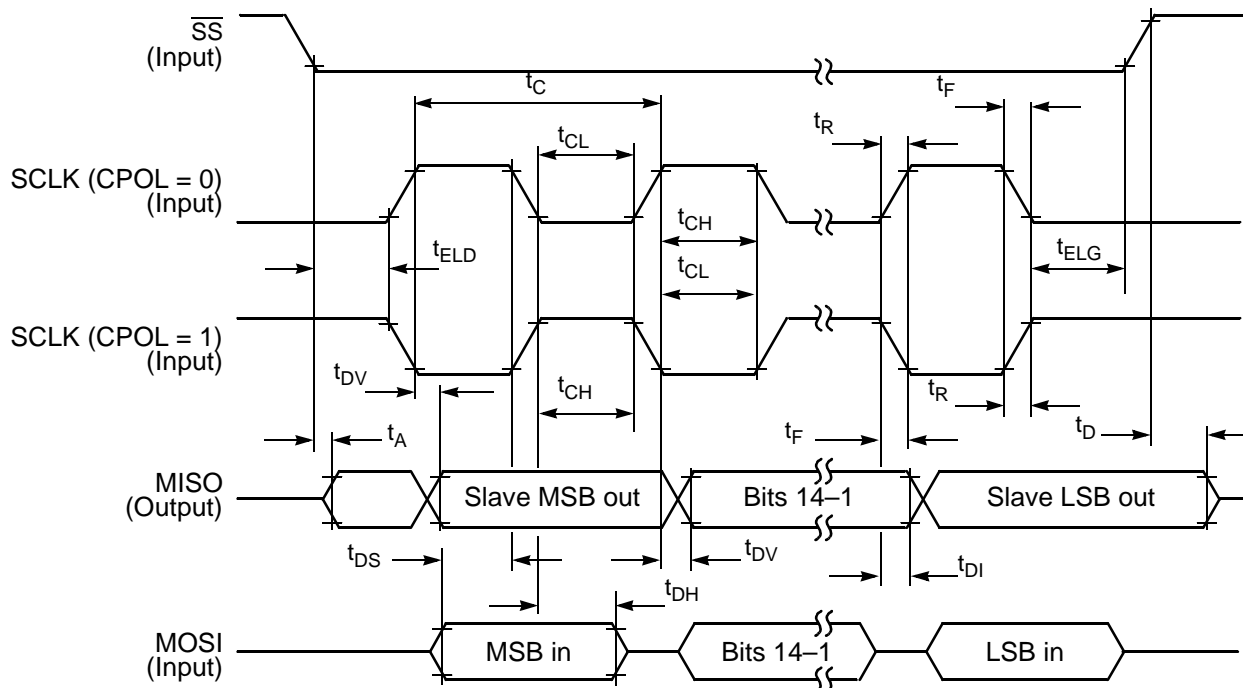 SS
(Input)
tC
tF
tR
tCL
SCLK (CPOL = 0)
(Input)
tCH
tELD
tELG
tCL
SCLK (CPOL = 1)
(Input)
tDV
tCH
tR
tA
tF
tD
MISO
(Output)
Slave MSB out
Bits 14–1
Slave LSB out
tDS
tDV
tDI
tDH
MOSI
(Input)
MSB in
Bits 14–1
LSB in